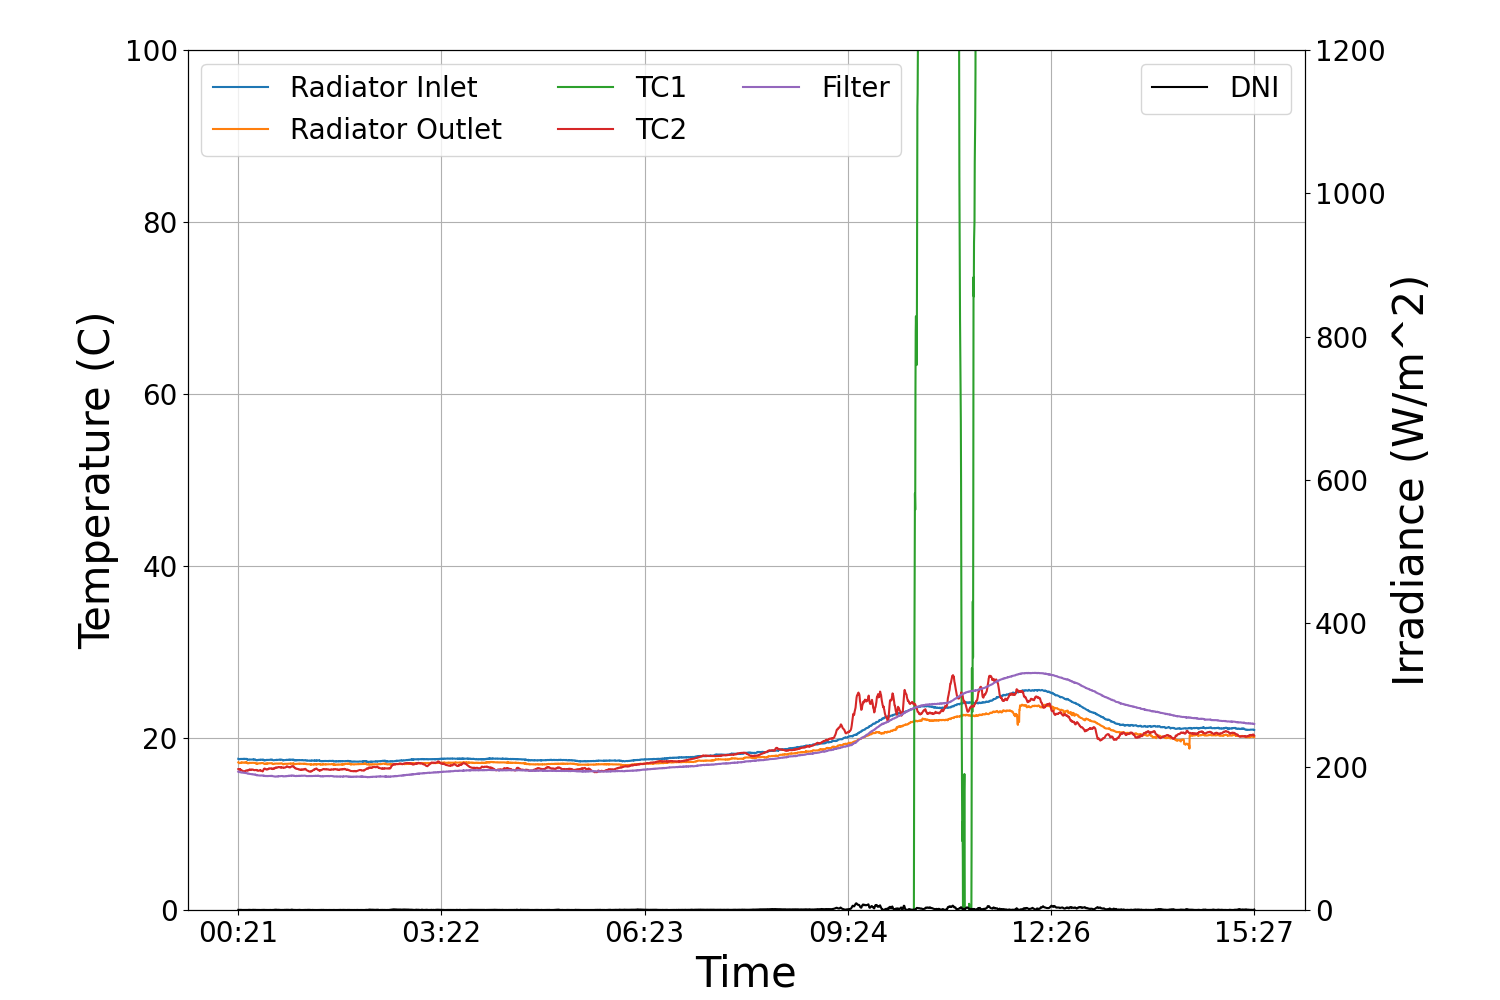 Radiator Inlet
Radiator Outlet
TC1
TC2
Filter
DNI
Temperature (C)
100
80
60
40
20
0
1200
1000
800
600
400
200
0
Irradiance (W/m^2)
00:21
03:22
06:23
09:24
12:26
15:27
Time